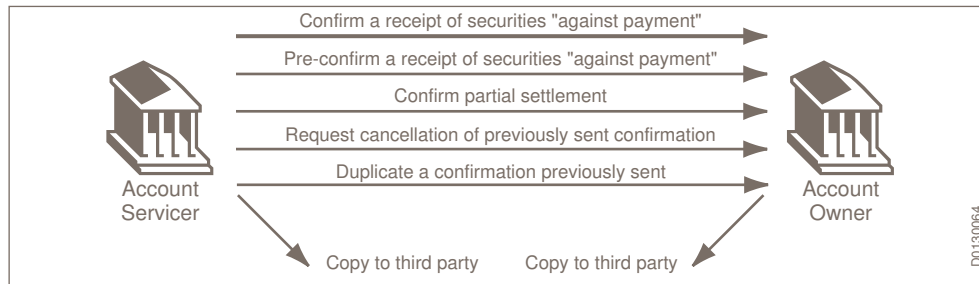 Confirm a receipt of securities "against payment"
Pre-confirm a receipt of securities "against payment"
Confirm partial settlement
Request cancellation of previously sent confirmation
Duplicate a confirmation previously sent
Account
Servicer
Account
Owner
Copy to third party
Copy to third party
D0130064